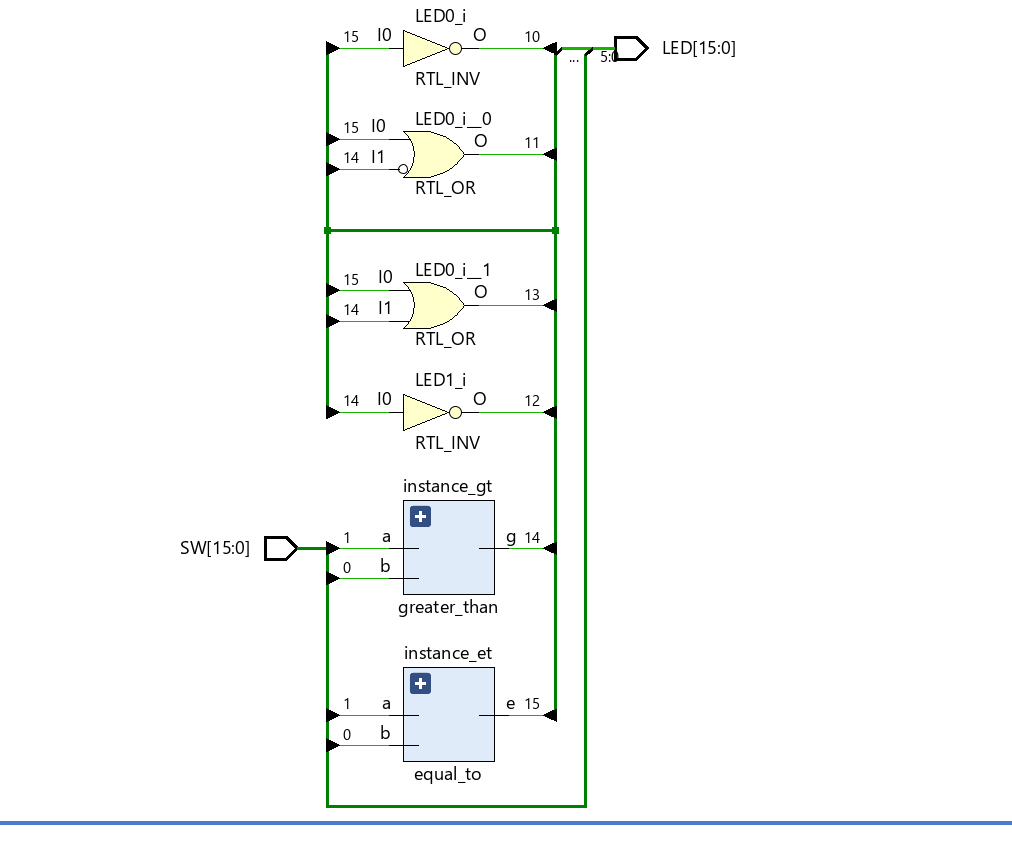 LED0_i
15 I0 O 10
RTL_INV
LED[15:0]
... 5:0
LED0_i__0
15 I0 O 11
14 I1
RTL_OR
LED0_i__1
15 I0 O 13
14 I1
RTL_OR
LED1_i
14 I0 O 12
RTL_INV
instance_gt
SW[15:0]
1 a g 14
0 b
greater_than
instance_et
1 a e 15
0 b
equal_to